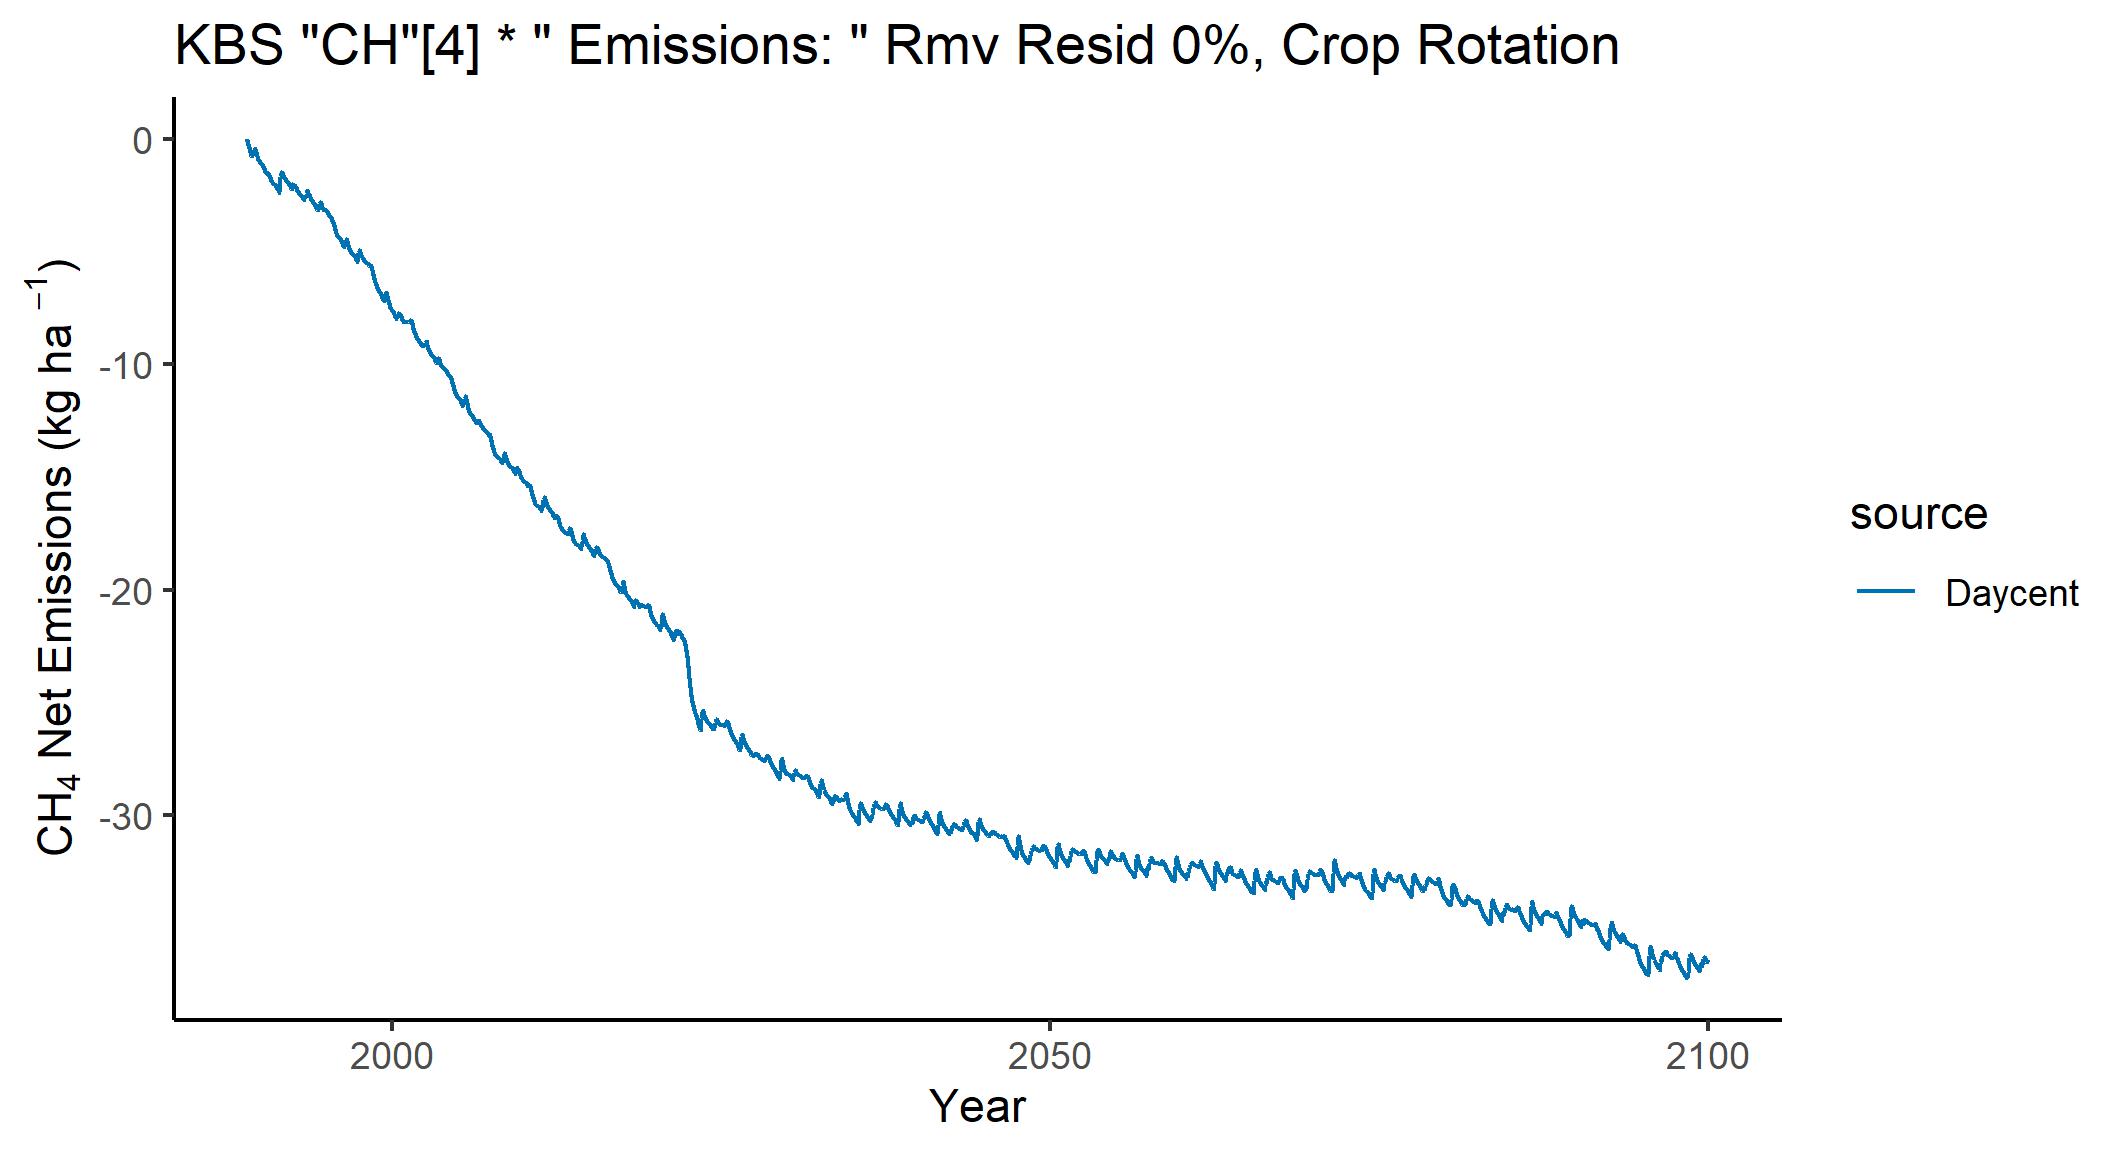 KBS "CH"[4] * " Emissions: " Rmv Resid 0%, Crop Rotation
CH₄ Net Emissions (kg ha ⁻¹)
0
-10
-20
-30
2000
2050
2100
Year
source
Daycent